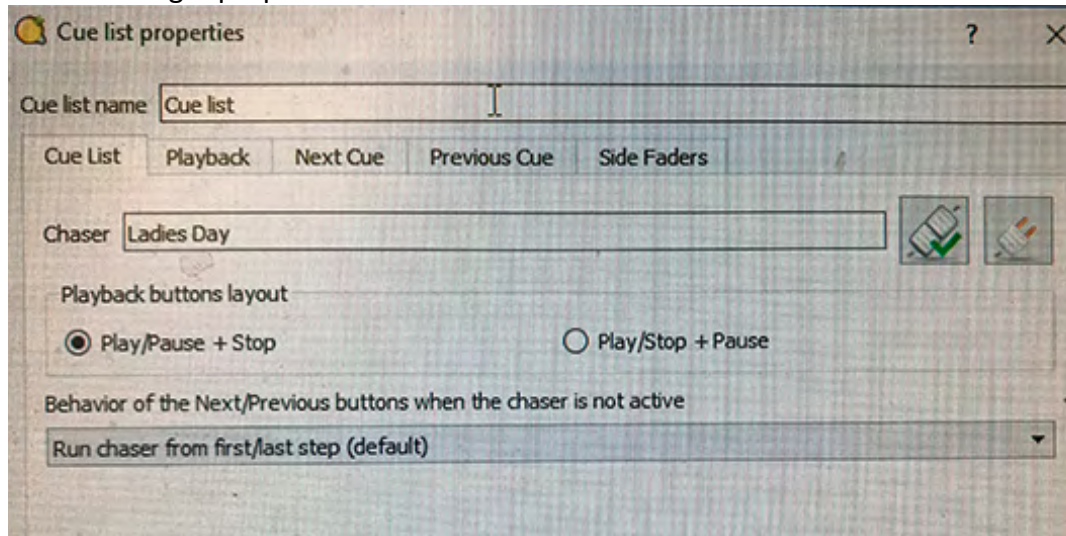 Cue list properties ? ×
Cue list name Cue list
Cue List Playback Next Cue Previous Cue Side Faders
Chaser Ladies Day
Playback buttons layout
Play/Pause + Stop Play/Stop + Pause
Behavior of the Next/Previous buttons when the chaser is not active
Run chaser from first/last step (default)